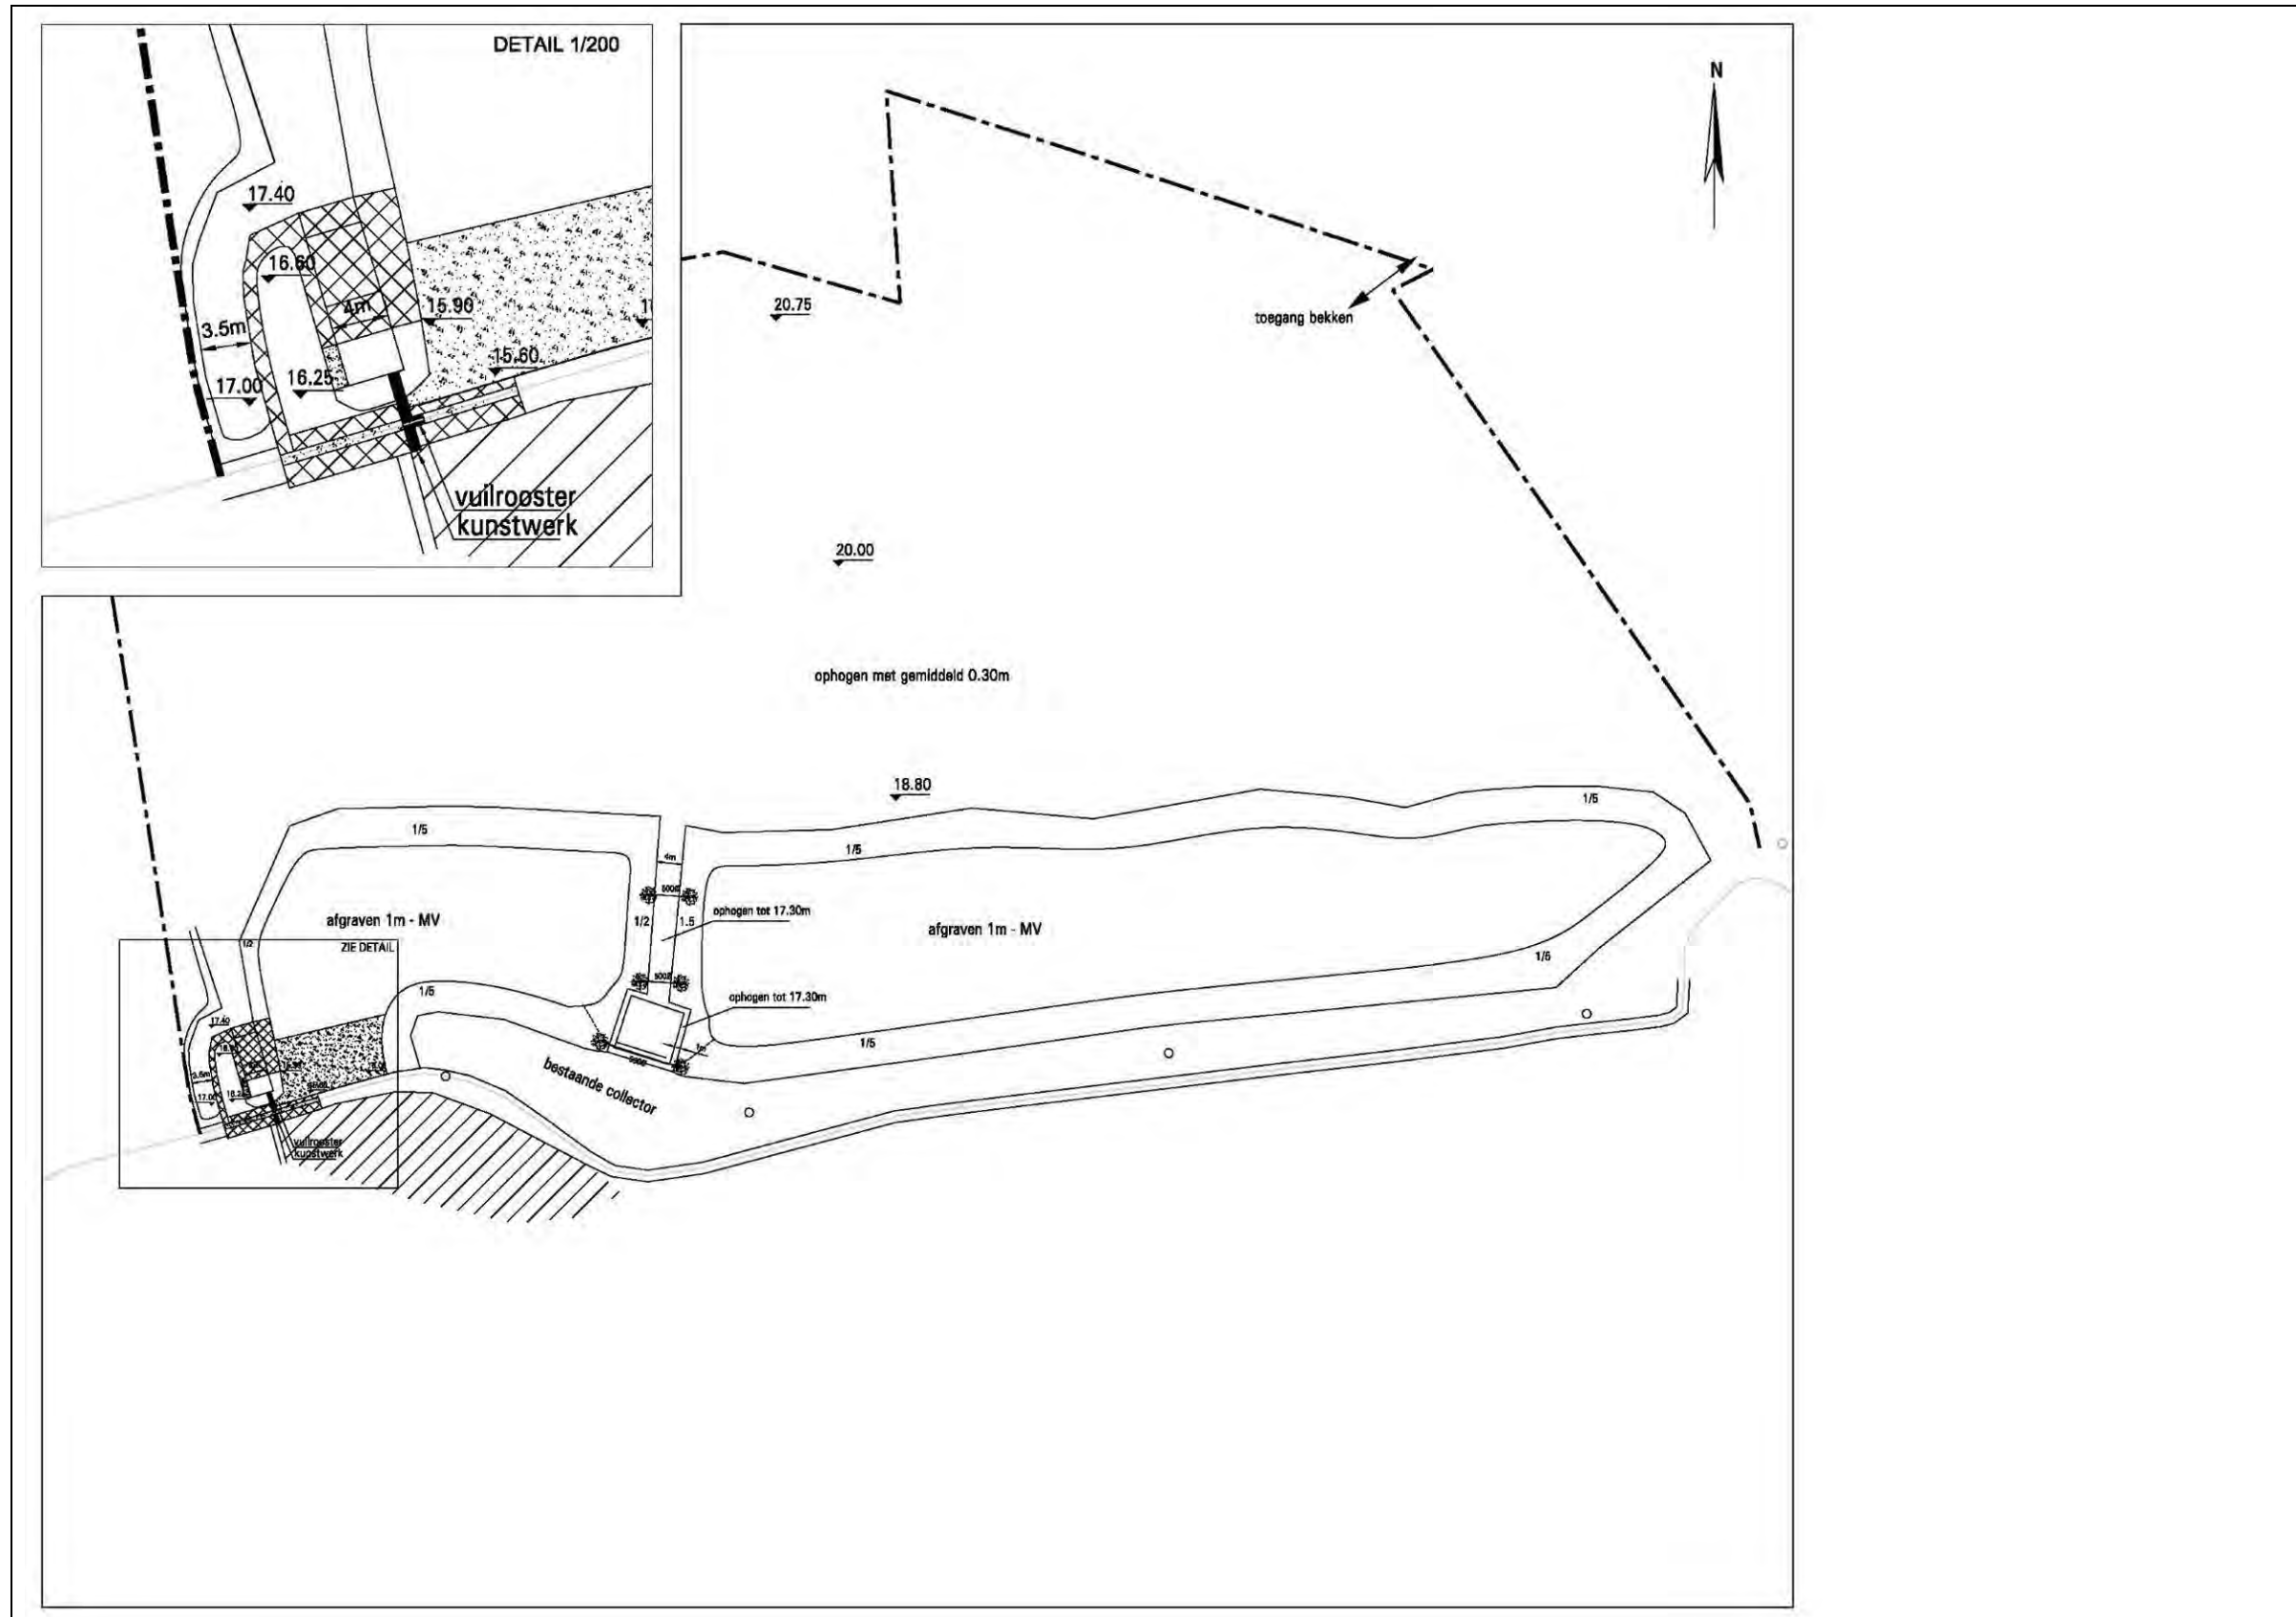 DETAIL 1/200
N
17.40
16.60
4m
15.90
3.5m
15.60
17.00
16.25
vuilrooster
kunstwerk
20.75
toegang bekken
20.00
ophogen met gemiddeld 0.30m
18.80
1/5
1/5
1/5
4m
500Ø
afgraven 1m - MV
1/2
1.5
ophogen tot 17.30m
afgraven 1m - MV
1/2
ZIE DETAIL
1/5
500Ø
ophogen tot 17.30m
1/5
1/5
17.40
3.5m
17.00
bestaande collector
vuilrooster
kunstwerk